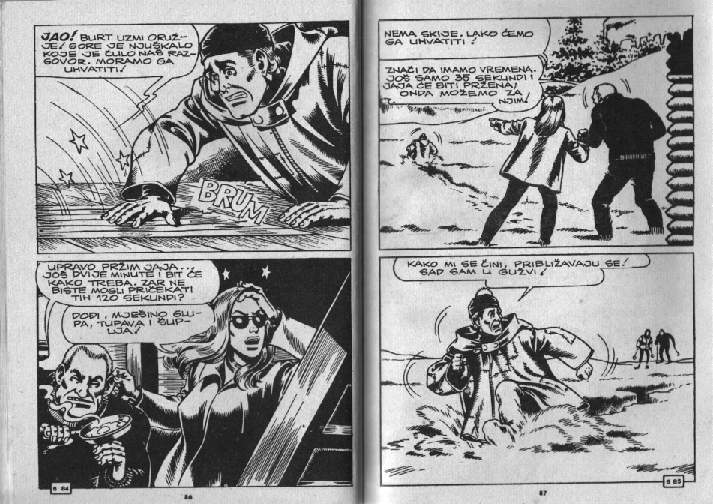 JAO! BURT UZMI ORUŽ-
JE! GORE JE NJUŠKALO
KOJE JE ČULO NAŠ RAZ-
GOVOR. MORAMO GA
UHVATITI!
BRUM
UPRAVO PRŽIM JAJA.
JOŠ DVIJE MINUTE I BIT ĆE
KAKO TREBA. ZAR NE
BISTE MOGLI PRIČEKATI
TIH 120 SEKUNDI?
DOĐI, MJEŠINO GLU-
PA, TUPAVA I ŠUP-
LJA!
B 84
86
NEMA SKIJE. LAKO ĆEMO
GA UHVATITI!
ZNAČI DA IMAMO VREMENA.
JOŠ SAMO 35 SEKUNDI I
JAJA ĆE BITI PRŽENA,
ONDA MOŽEMO ZA
NJIM!
KAKO MI SE ČINI, PRIBLIŽAVAJU SE!
SAD SAM U GUŽVI!
B 85
87